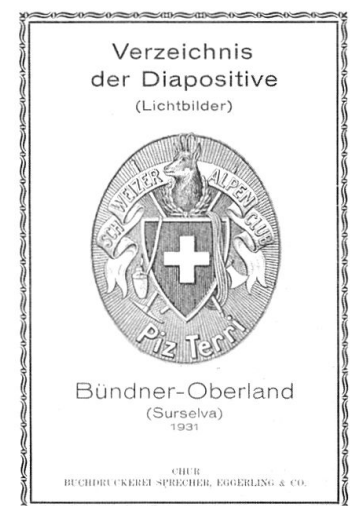 Verzeichnis
der Diapositive
(Lichtbilder)
SCHWEIZER ALPEN CLUB
Piz Terri
Bündner-Oberland
(Surselva)
1931
CHUR
BUCHDRUCKEREI SPRECHER, EGGERLING & CO.